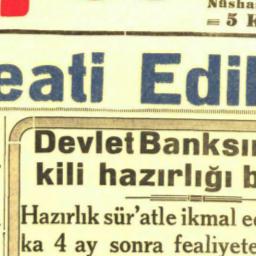 Nüsha
= 5 K
eati Edil
Devlet Banksı
kili hazırlığı b
Hazırlık sür'atle ikmal e
ka 4 ay sonra fealiyete